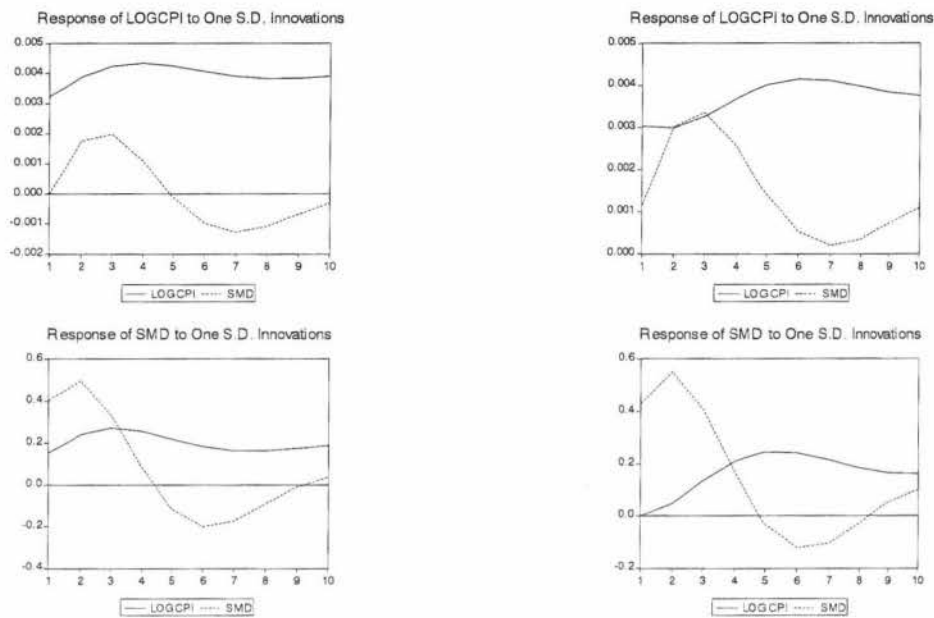 Response of LOGCPI to One S.D. Innovations
0.005
0.004
0.003
0.002
0.001
0.000
-0.001
-0.002
1 2 3 4 5 6 7 8 9 10
LOGCPI SMD
Response of LOGCPI to One S.D. Innovations
0.005
0.004
0.003
0.002
0.001
0.000
1 2 3 4 5 6 7 8 9 10
LOGCPI SMD
Response of SMD to One S.D. Innovations
0.6
0.4
0.2
0.0
-0.2
-0.4
1 2 3 4 5 6 7 8 9 10
LOGCPI SMD
Response of SMD to One S.D. Innovations
0.6
0.4
0.2
0.0
-0.2
1 2 3 4 5 6 7 8 9 10
LOGCPI SMD